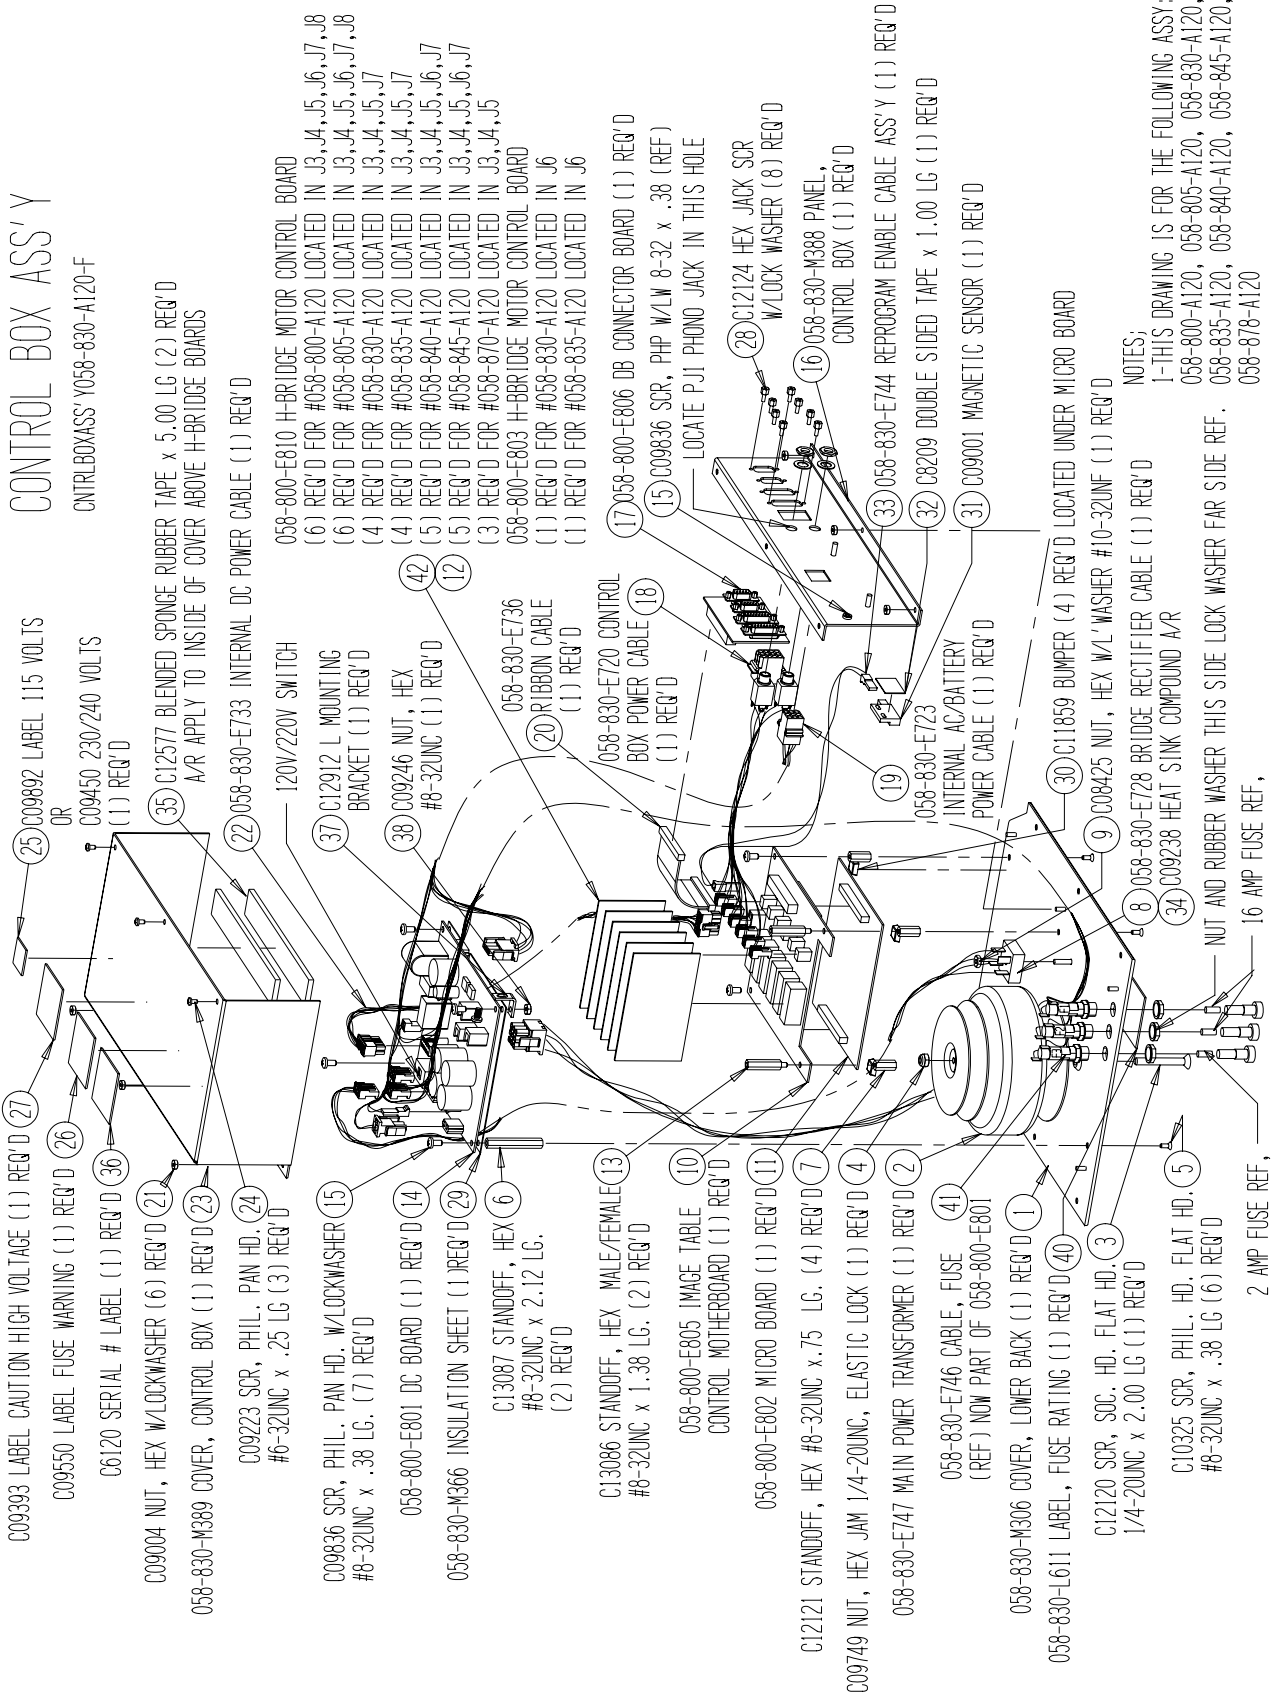 CONTROL BOX ASS'Y
CNTRLBOXASS'Y058-830-A120-F
25 C09892 LABEL 115 VOLTS
OR
C09450 230/240 VOLTS
(1) REQ'D
35 C12577 BLENDED SPONGE RUBBER TAPE x 5.00 LG (2) REQ'D
A/R APPLY TO INSIDE OF COVER ABOVE H-BRIDGE BOARDS
22 058-830-E733 INTERNAL DC POWER CABLE (1) REQ'D
120V/220V SWITCH
37 C12912 L MOUNTING
BRACKET (1) REQ'D
38 C09246 NUT, HEX
#8-32UNC (1) REQ'D
42
12
058-800-E810 H-BRIDGE MOTOR CONTROL BOARD
(6) REQ'D FOR #058-800-A120 LOCATED IN J3,J4,J5,J6,J7,J8
(6) REQ'D FOR #058-805-A120 LOCATED IN J3,J4,J5,J6,J7,J8
(4) REQ'D FOR #058-830-A120 LOCATED IN J3,J4,J5,J7
(4) REQ'D FOR #058-835-A120 LOCATED IN J3,J4,J5,J7
(5) REQ'D FOR #058-840-A120 LOCATED IN J3,J4,J5,J6,J7
(5) REQ'D FOR #058-845-A120 LOCATED IN J3,J4,J5,J6,J7
(3) REQ'D FOR #058-870-A120 LOCATED IN J3,J4,J5
058-800-E803 H-BBRIDGE MOTOR CONTROL BOARD
(1) REQ'D FOR #058-830-A120 LOCATED IN J6
(1) REQ'D FOR #058-835-A120 LOCATED IN J6
058-830-E736
20 RIBBON CABLE
(1) REQ'D
058-830-E720 CONTROL
BOX POWER CABLE 18
(1) REQ'D
17 058-800-E806 DB CONNECTOR BOARD (1) REQ'D
15 C09836 SCR, PHP W/LW 8-32 x .38 (REF)
LOCATE PJ1 PHONO JACK IN THIS HOLE
28 C12124 HEX JACK SCR
W/LOCK WASHER (8) REQ'D
16 058-830-M388 PANEL,
CONTROL BOX (1) REQ'D
33 058-830-E744 REPROGRAM ENABLE CABLE ASS'Y (1) REQ'D
32 C8209 DOUBLE SIDED TAPE x 1.00 LG (1) REQ'D
31 C09001 MAGNETIC SENSOR (1) REQ'D
19
058-830-E723
INTERNAL AC/BATTERY
POWER CABLE (1) REQ'D
30 C11859 BUMPER (4) REQ'D LOCATED UNDER MICRO BOARD
9 C08425 NUT, HEX W/L'WASHER #10-32UNF (1) REQ'D
8 058-830-E728 BRIDGE RECTIFIER CABLE (1) REQ'D
34 C09238 HEAT SINK COMPOUND A/R
NUT AND RUBBER WASHER THIS SIDE LOCK WASHER FAR SIDE REF.
16 AMP FUSE REF,
2 AMP FUSE REF,
NOTES;
1-THIS DRAWING IS FOR THE FOLLOWING ASSY:
058-800-A120, 058-805-A120, 058-830-A120,
058-835-A120, 058-840-A120, 058-845-A120,
058-878-A120
C09393 LABEL CAUTION HIGH VOLTAGE (1) REQ'D 27
C09550 LABEL FUSE WARNING (1) REQ'D 26
C6120 SERIAL # LABEL (1) REQ'D 36
C09004 NUT, HEX W/LOCKWASHER (6) REQ'D 21
058-830-M389 COVER, CONTROL BOX (1) REQ'D 23
C09223 SCR, PHIL. PAN HD. 24
#6-32UNC x .25 LG (3) REQ'D
C09836 SCR, PHIL. PAN HD. W/LOCKWASHER 15
#8-32UNC x .38 LG. (7) REQ'D
058-800-E801 DC BOARD (1) REQ'D 14
058-830-M366 INSULATION SHEET (1)REQ'D 29
C13087 STANDOFF, HEX 6
#8-32UNC x 2.12 LG.
(2) REQ'D
C13086 STANDOFF, HEX MALE/FEMALE 13
#8-32UNC x 1.38 LG. (2) REQ'D
058-800-E805 IMAGE TABLE 10
CONTROL MOTHERBOARD (1) REQ'D
058-800-E802 MICRO BOARD (1) REQ'D 11
C12121 STANDOFF, HEX #8-32UNC x.75 LG. (4) REQ'D 7
C09749 NUT, HEX JAM 1/4-20UNC, ELASTIC LOCK (1) REQ'D 4
058-830-E747 MAIN POWER TRANSFORMER (1) REQ'D 2
058-830-E746 CABLE, FUSE 41
(REF) NOW PART OF 058-800-E801
058-830-M306 COVER, LOWER BACK (1) REQ'D 1
058-830-L611 LABEL, FUSE RATING (1) REQ'D 40
C12120 SCR, SOC. HD. FLAT HD. 3
1/4-20UNC x 2.00 LG (1) REQ'D
C10325 SCR, PHIL. HD. FLAT HD. 5
#8-32UNC x .38 LG (6) REQ'D